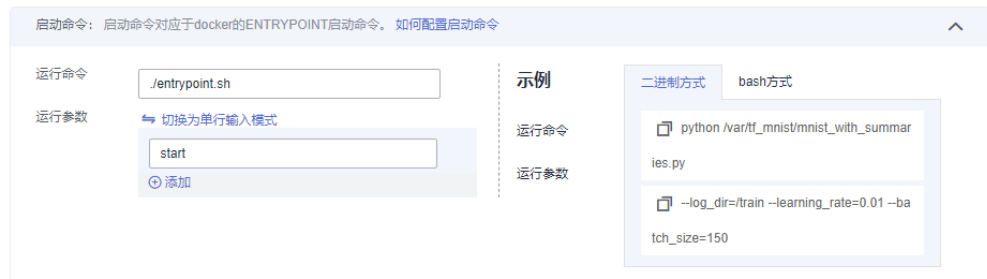 启动命令： 启动命令对应于docker的ENTRYPOINT启动命令。 如何配置启动命令
运行命令
./entrypoint.sh
运行参数
切换为单行输入模式
start
添加
示例
二进制方式
bash方式
运行命令
python /var/tf_mnist/mnist_with_summar
ies.py
运行参数
--log_dir=/train --learning_rate=0.01 --ba
tch_size=150